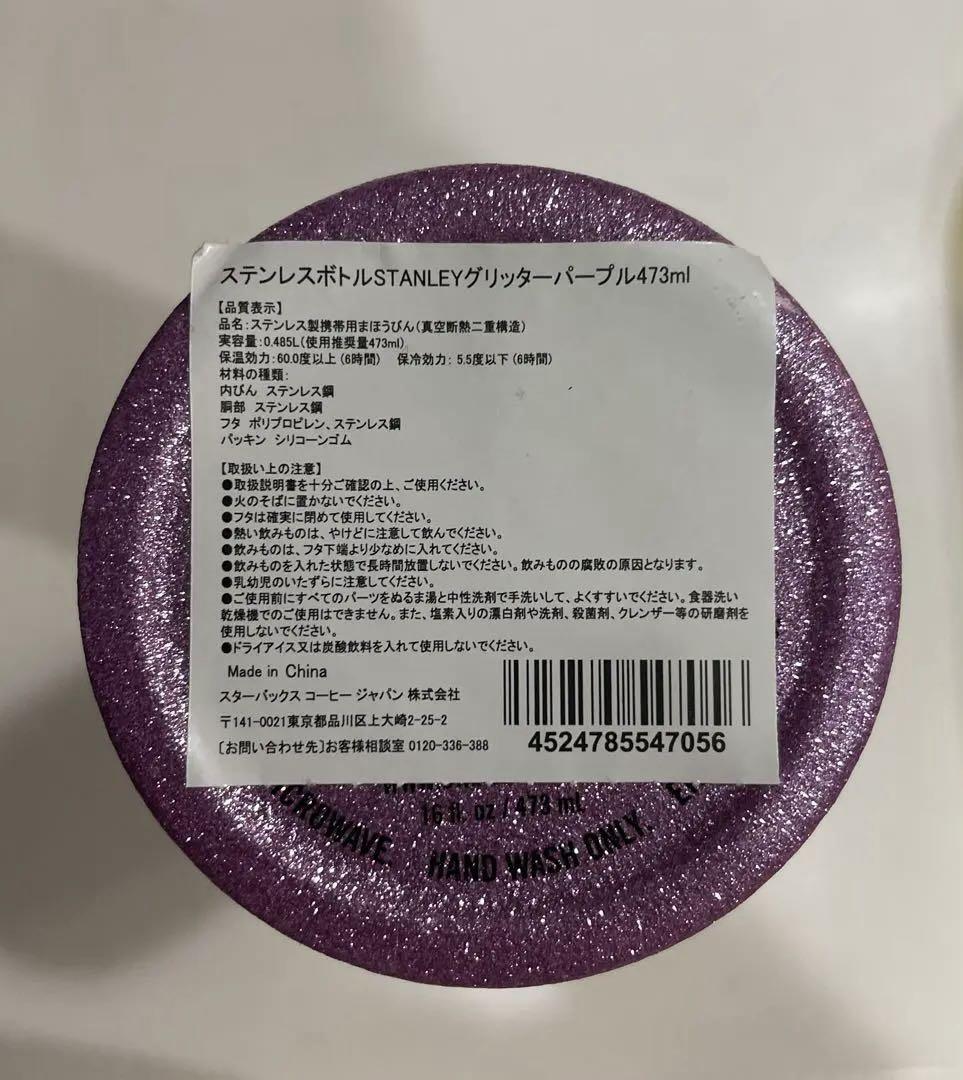 ステンレスボトルSTANLEYグリッターパープル473ml
【品質表示】
品名:ステンレス製携帯用まほうびん(真空断熱二重構造)
実容量:0.485L(使用推奨量473ml)
保温効力:60.0度以上(6時間) 保冷効力:5.5度以下(6時間)
材料の種類:
内びん ステンレス鋼
胴部 ステンレス鋼
フタ ポリプロピレン、ステンレス鋼
パッキン シリコーンゴム
【取扱い上の注意】
●取扱説明書を十分ご確認の上、ご使用ください。
●火のそばに置かないでください。
●フタは確実に閉めて使用してください。
●熱い飲みものは、やけどに注意して飲んでください。
●飲みものは、フタ下端より少なめに入れてください。
●飲みものを入れた状態で長時間放置しないでください。飲みものの腐敗の原因となります。
●乳幼児のいたずらに注意してください。
●ご使用前にすべてのパーツをぬるま湯と中性洗剤で手洗いして、よくすすいでください。食器洗い
乾燥機でのご使用はできません。また、塩素入りの漂白剤や洗剤、殺菌剤、クレンザー等の研磨剤を
使用しないでください。
●ドライアイス又は炭酸飲料を入れて使用しないでください。
Made in China
スターバックス コーヒー ジャパン 株式会社
〒141-0021東京都品川区上大崎2-25-2
〔お問い合わせ先〕お客様相談室 0120-336-388
4524785547056
16 fl. oz / 473 ml
MICROWAVE. HAND WASH ONLY.